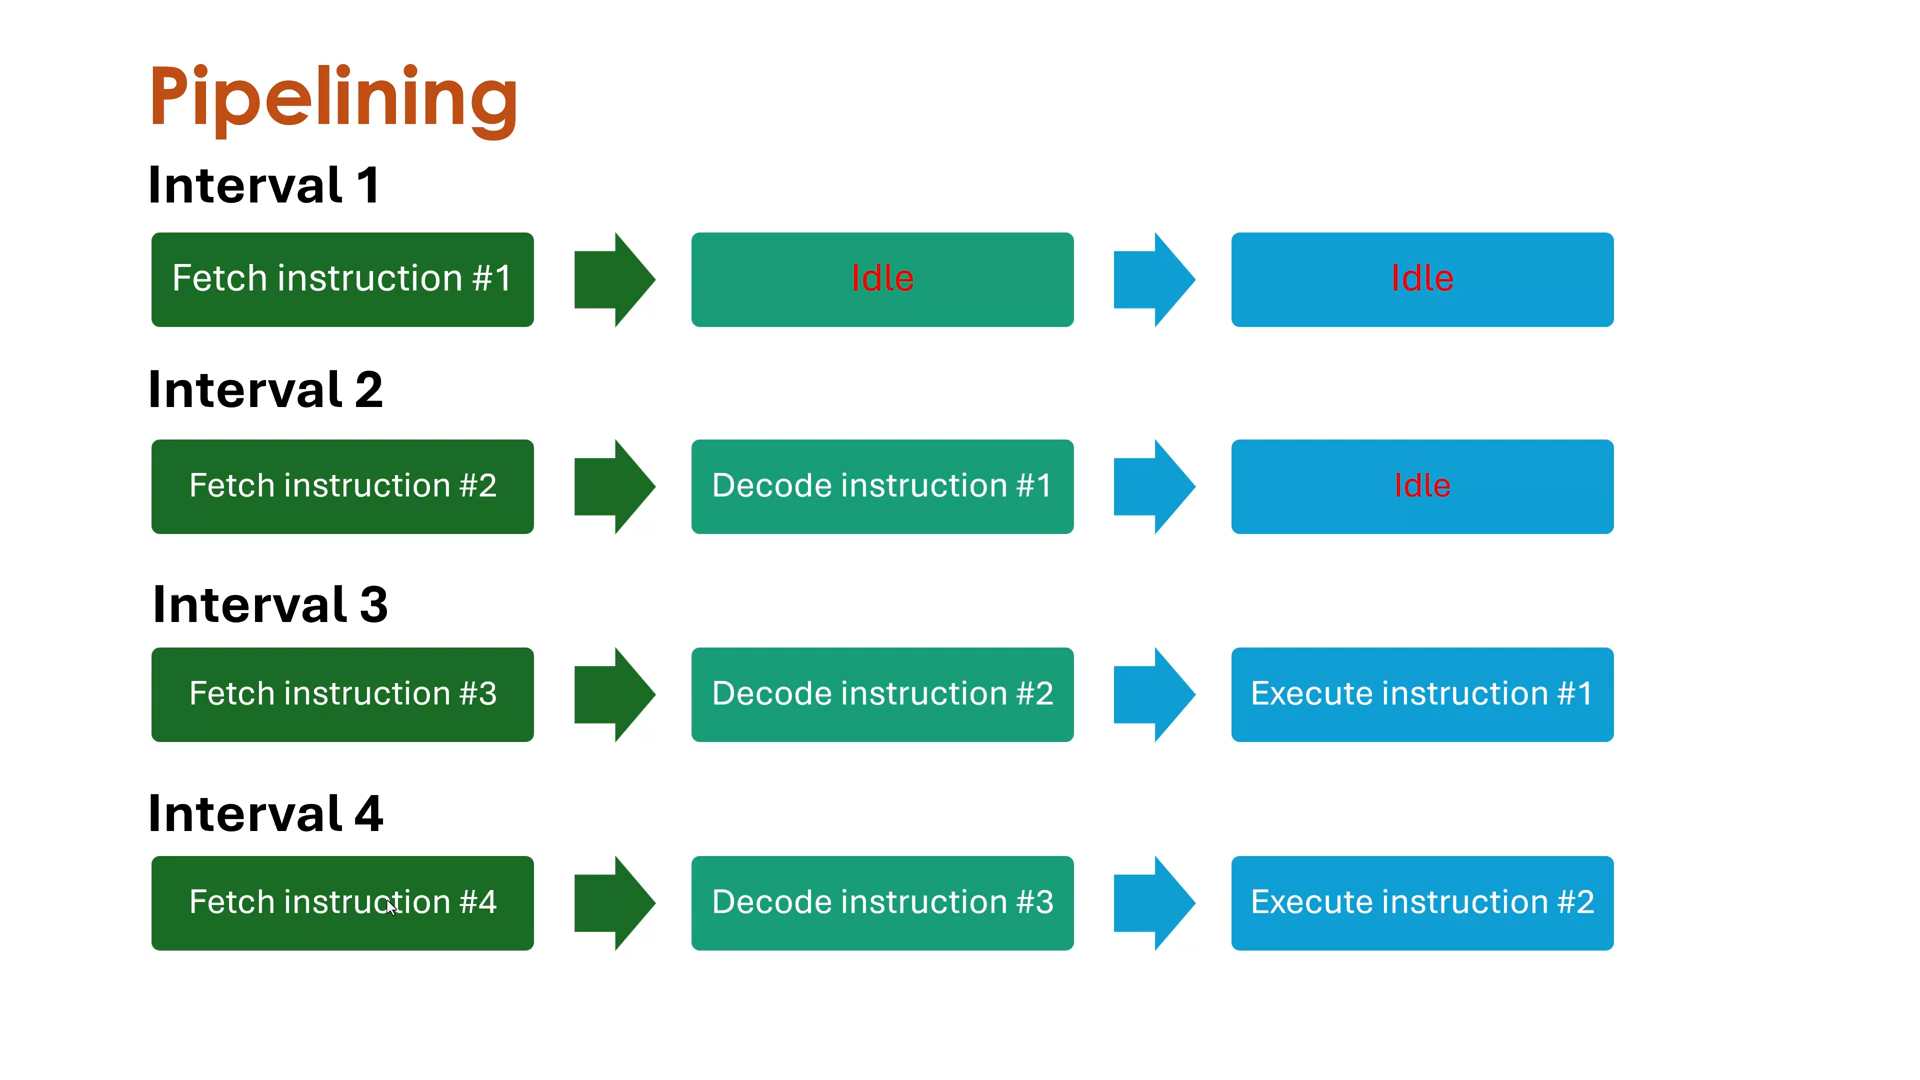 Pipelining
Interval 1
Fetch instruction #1
Idle
Idle
Interval 2
Fetch instruction #2
Decode instruction #1
Idle
Interval 3
Fetch instruction #3
Decode instruction #2
Execute instruction #1
Interval 4
Fetch instruction #4
Decode instruction #3
Execute instruction #2